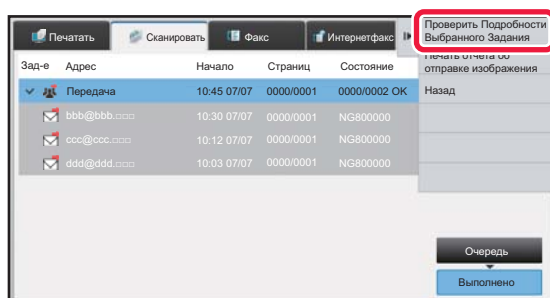 Печатать Сканировать Факс Интернетфакс
Проверить Подробности
Выбранного Задания
Печать отчета об
отправке изображения
Назад
Зад-е Адрес Начало Страниц Состояние
Передача 10:45 07/07 0000/0001 0000/0002 OK
bbb@bbb.□□□ 10:30 07/07 0000/0001 NG800000
ccc@ccc.□□□ 10:12 07/07 0000/0001 NG800000
ddd@ddd.□□□ 10:03 07/07 0000/0001 NG800000
Очередь
Выполнено